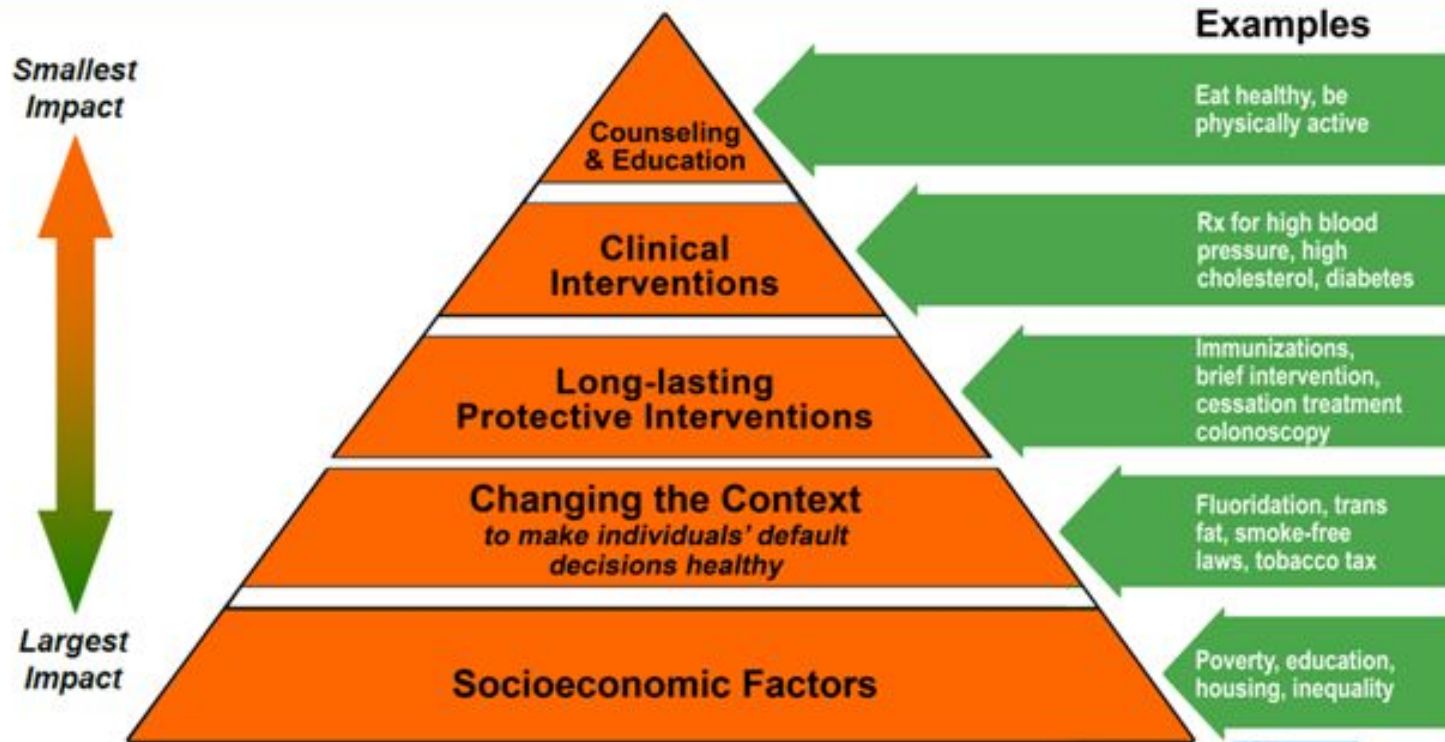 Examples
Smallest
Impact
Counseling
& Education
Eat healthy, be
physically active
Clinical
Interventions
Rx for high blood
pressure, high
cholesterol, diabetes
Long-lasting
Protective Interventions
Immunizations,
brief intervention,
cessation treatment
colonoscopy
Changing the Context
to make individuals’ default
decisions healthy
Fluoridation, trans
fat, smoke-free
laws, tobacco tax
Largest
Impact
Socioeconomic Factors
Poverty, education,
housing, inequality